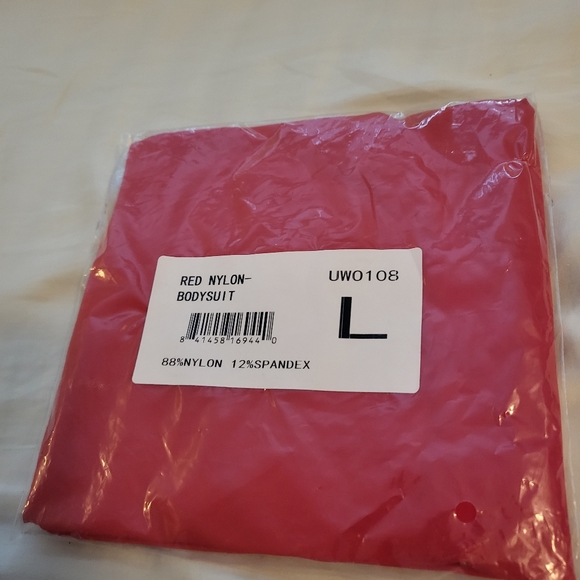 RED NYLON-
BODYSUIT
UW0108
L
8 41458 16944 0
88%NYLON 12%SPANDEX